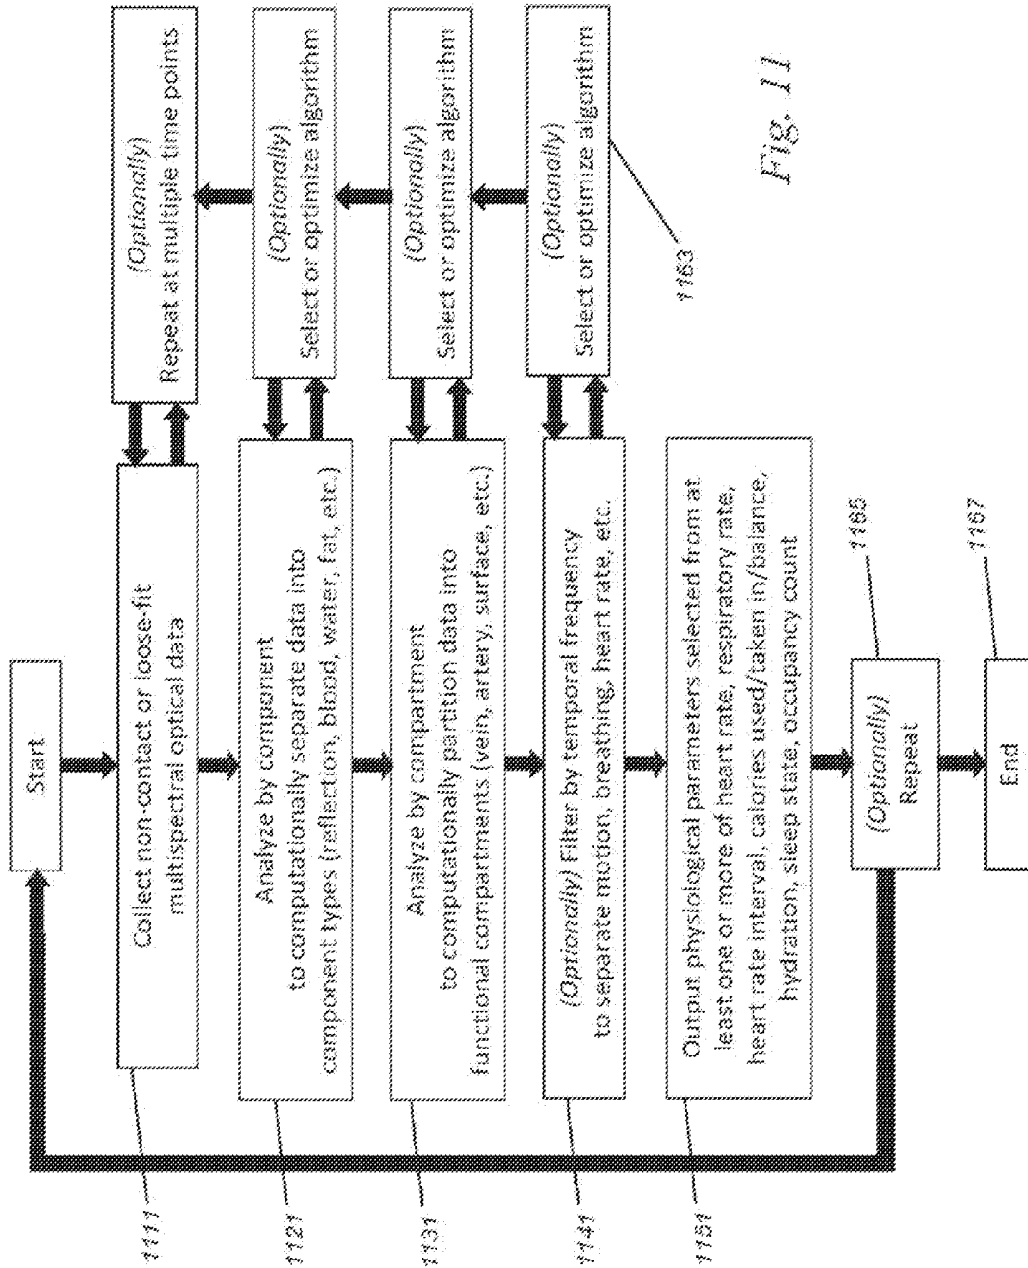 Start
Collect non-contact or loose-fit
multispectral optical data
1111
(Optionally)
Repeat at multiple time points
Analyze by component
to computationally separate data into
component types (reflection, blood, water, fat, etc.)
1121
(Optionally)
Select or optimize algorithm
Analyze by compartment
to computationally partition data into
functional compartments (vein, artery, surface, etc.)
1131
(Optionally)
Select or optimize algorithm
(Optionally) Filter by temporal frequency
to separate motion, breathing, heart rate, etc.
1141
(Optionally)
Select or optimize algorithm
1163
Output physiological parameters selected from at
least one or more of heart rate, respiratory rate,
heart rate interval, calories used/taken in/balance,
hydration, sleep state, occupancy count
1151
(Optionally)
Repeat
1165
End
1167
Fig. 11